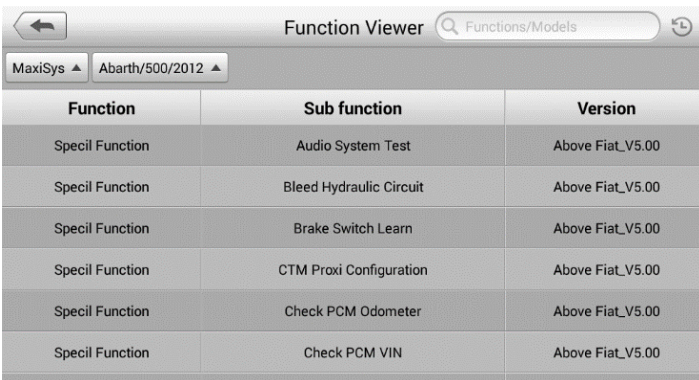 Function Viewer Functions/Models
MaxiSys ▲ Abarth/500/2012 ▲
Function Sub function Version
Specil Function Audio System Test Above Fiat_V5.00
Specil Function Bleed Hydraulic Circuit Above Fiat_V5.00
Specil Function Brake Switch Learn Above Fiat_V5.00
Specil Function CTM Proxi Configuration Above Fiat_V5.00
Specil Function Check PCM Odometer Above Fiat_V5.00
Specil Function Check PCM VIN Above Fiat_V5.00